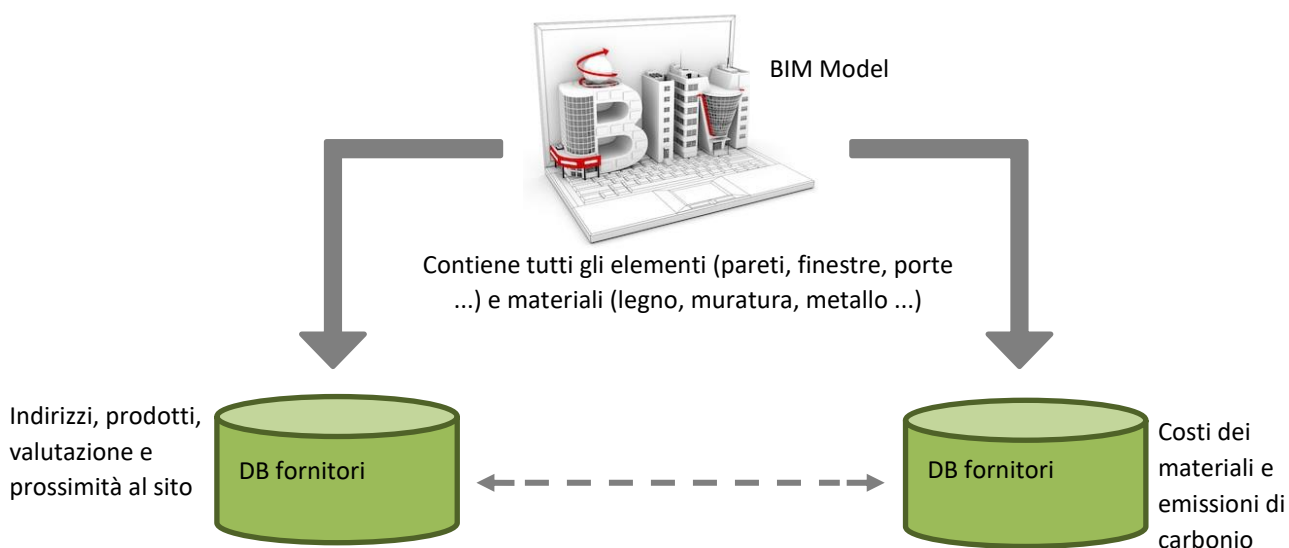 BIM
BIM Model
Contiene tutti gli elementi (pareti, finestre, porte
...) e materiali (legno, muratura, metallo ...)
Indirizzi, prodotti,
valutazione e
prossimità al sito
DB fornitori
DB fornitori
Costi dei
materiali e
emissioni di
carbonio